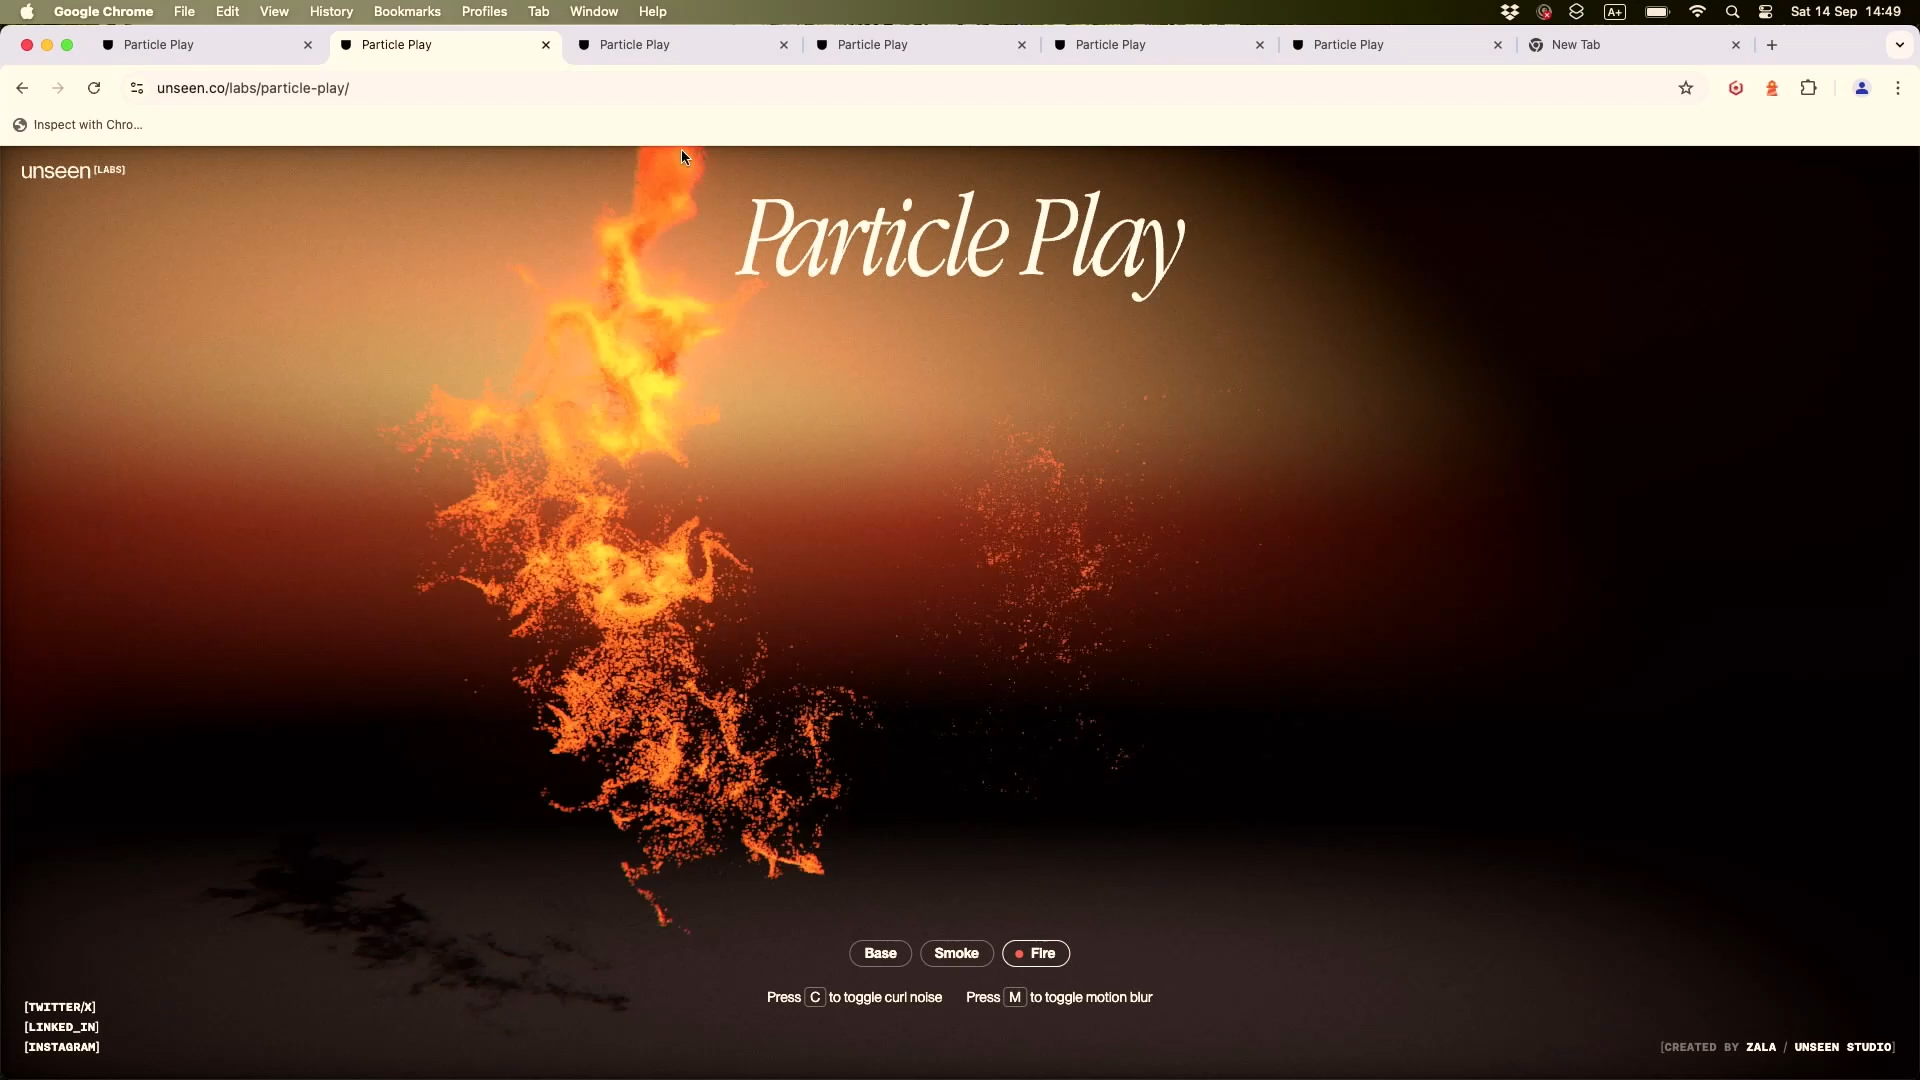 Google Chrome File Edit View History Bookmarks Profiles Tab Window Help A+ Sat 14 Sep 14:49
Particle Play Particle Play Particle Play Particle Play Particle Play Particle Play New Tab
unseen.co/labs/particle-play/
Inspect with Chro...
unseen [LABS]
Particle Play
Base Smoke Fire
Press C to toggle curl noise Press M to toggle motion blur
[TWITTER/X]
[LINKED_IN]
[INSTAGRAM]
[CREATED BY ZALA / UNSEEN STUDIO]